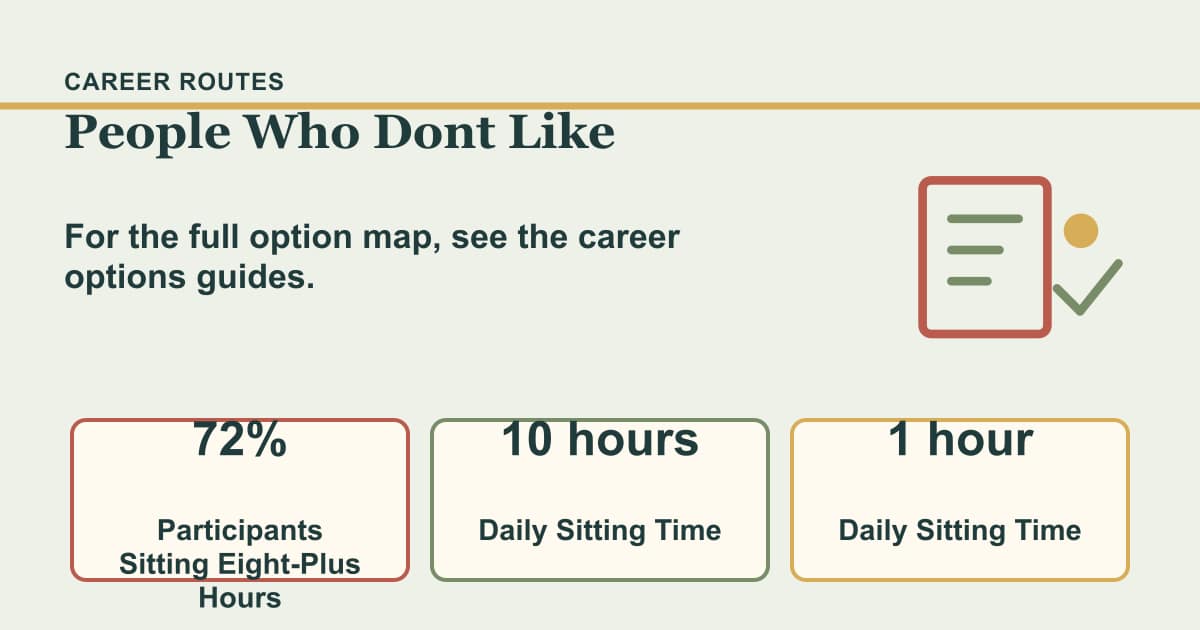 CAREER ROUTES
People Who Dont Like
For the full option map, see the career
options guides.
72%
Participants
Sitting Eight-Plus
Hours
10 hours
Daily Sitting Time
1 hour
Daily Sitting Time